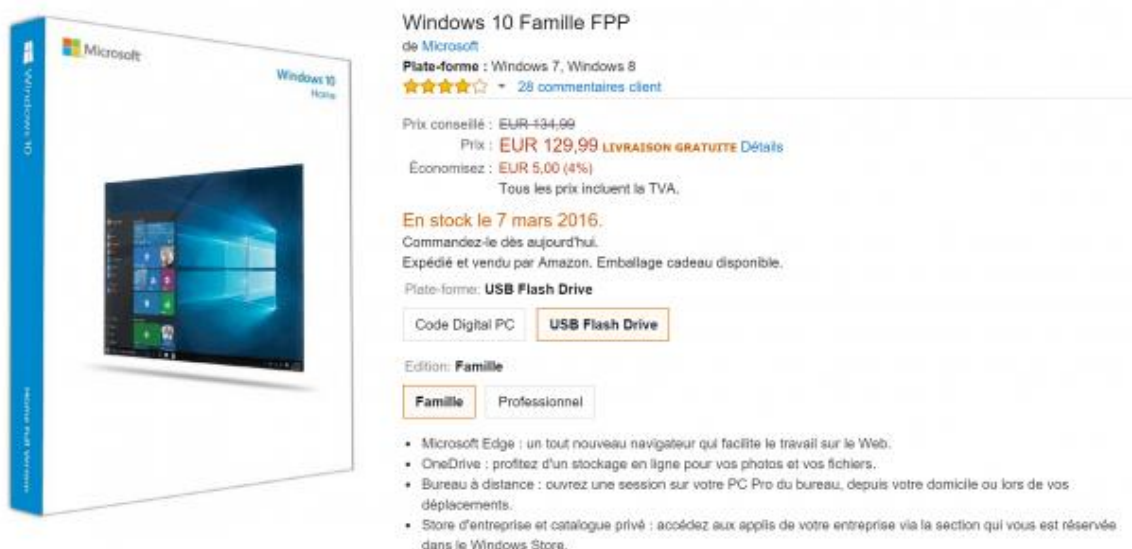 Microsoft
Windows 10
Home
Windows 10
Home Full Version
Windows 10 Famille FPP
de Microsoft
Plate-forme : Windows 7, Windows 8
28 commentaires client
Prix conseillé : EUR 134,99
Prix : EUR 129,99 LIVRAISON GRATUITE Détails
Économisez : EUR 5,00 (4%)
Tous les prix incluent la TVA.
En stock le 7 mars 2016.
Commandez-le dès aujourd'hui.
Expédié et vendu par Amazon. Emballage cadeau disponible.
Plate-forme: USB Flash Drive
Code Digital PC USB Flash Drive
Edition: Famille
Famille Professionnel
• Microsoft Edge : un tout nouveau navigateur qui facilite le travail sur le Web.
• OneDrive : profitez d'un stockage en ligne pour vos photos et vos fichiers.
• Bureau à distance : ouvrez une session sur votre PC Pro du bureau, depuis votre domicile ou lors de vos
déplacements.
• Store d'entreprise et catalogue privé : accédez aux applis de votre entreprise via la section qui vous est réservée
dans le Windows Store.